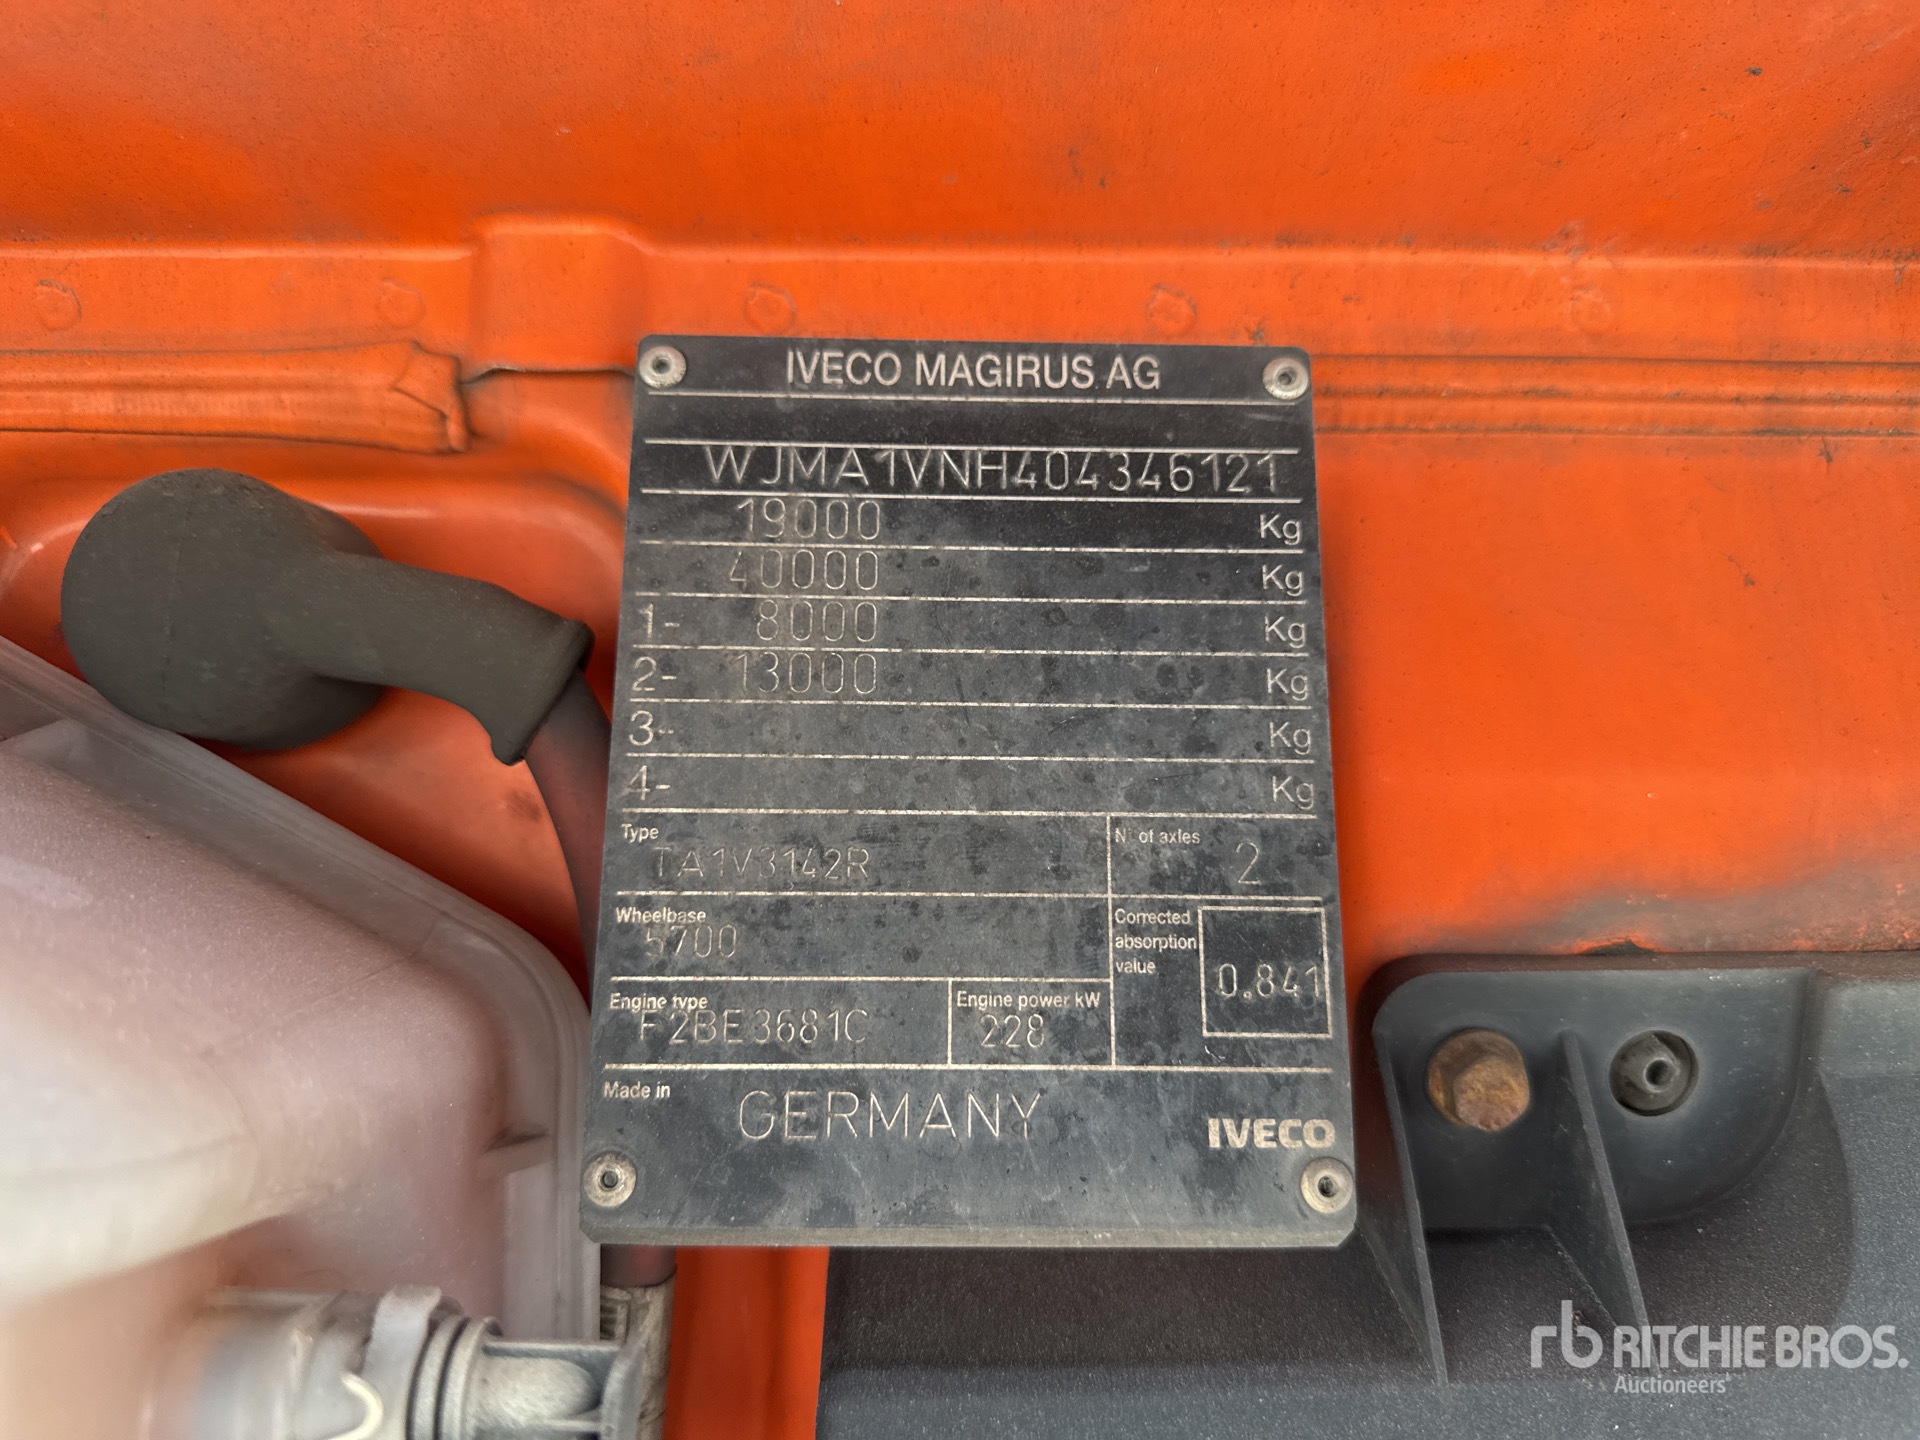 IVECO MAGIRUS AG
WJMA1VNH404346121
19000 Kg
40000 Kg
1- 8000 Kg
2- 13000 Kg
3- Kg
4- Kg
Type
TA1V3142R
N° of axles
2
Wheelbase
5700
Corrected
absorption
value
0.841
Engine type
F2BE3681C
Engine power kW
228
Made in
GERMANY
IVECO
rb RITCHIE BROS.
Auctioneers